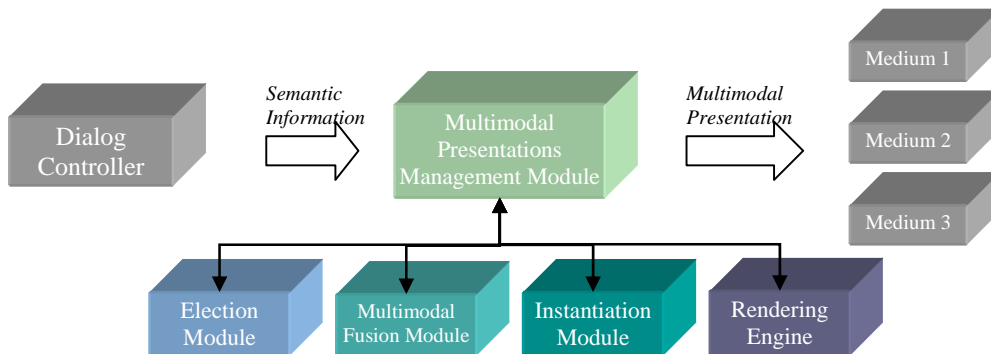 Dialog
Controller
Semantic
Information
Multimodal
Presentations
Management Module
Multimodal
Presentation
Medium 1
Medium 2
Medium 3
Election
Module
Multimodal
Fusion Module
Instantiation
Module
Rendering
Engine